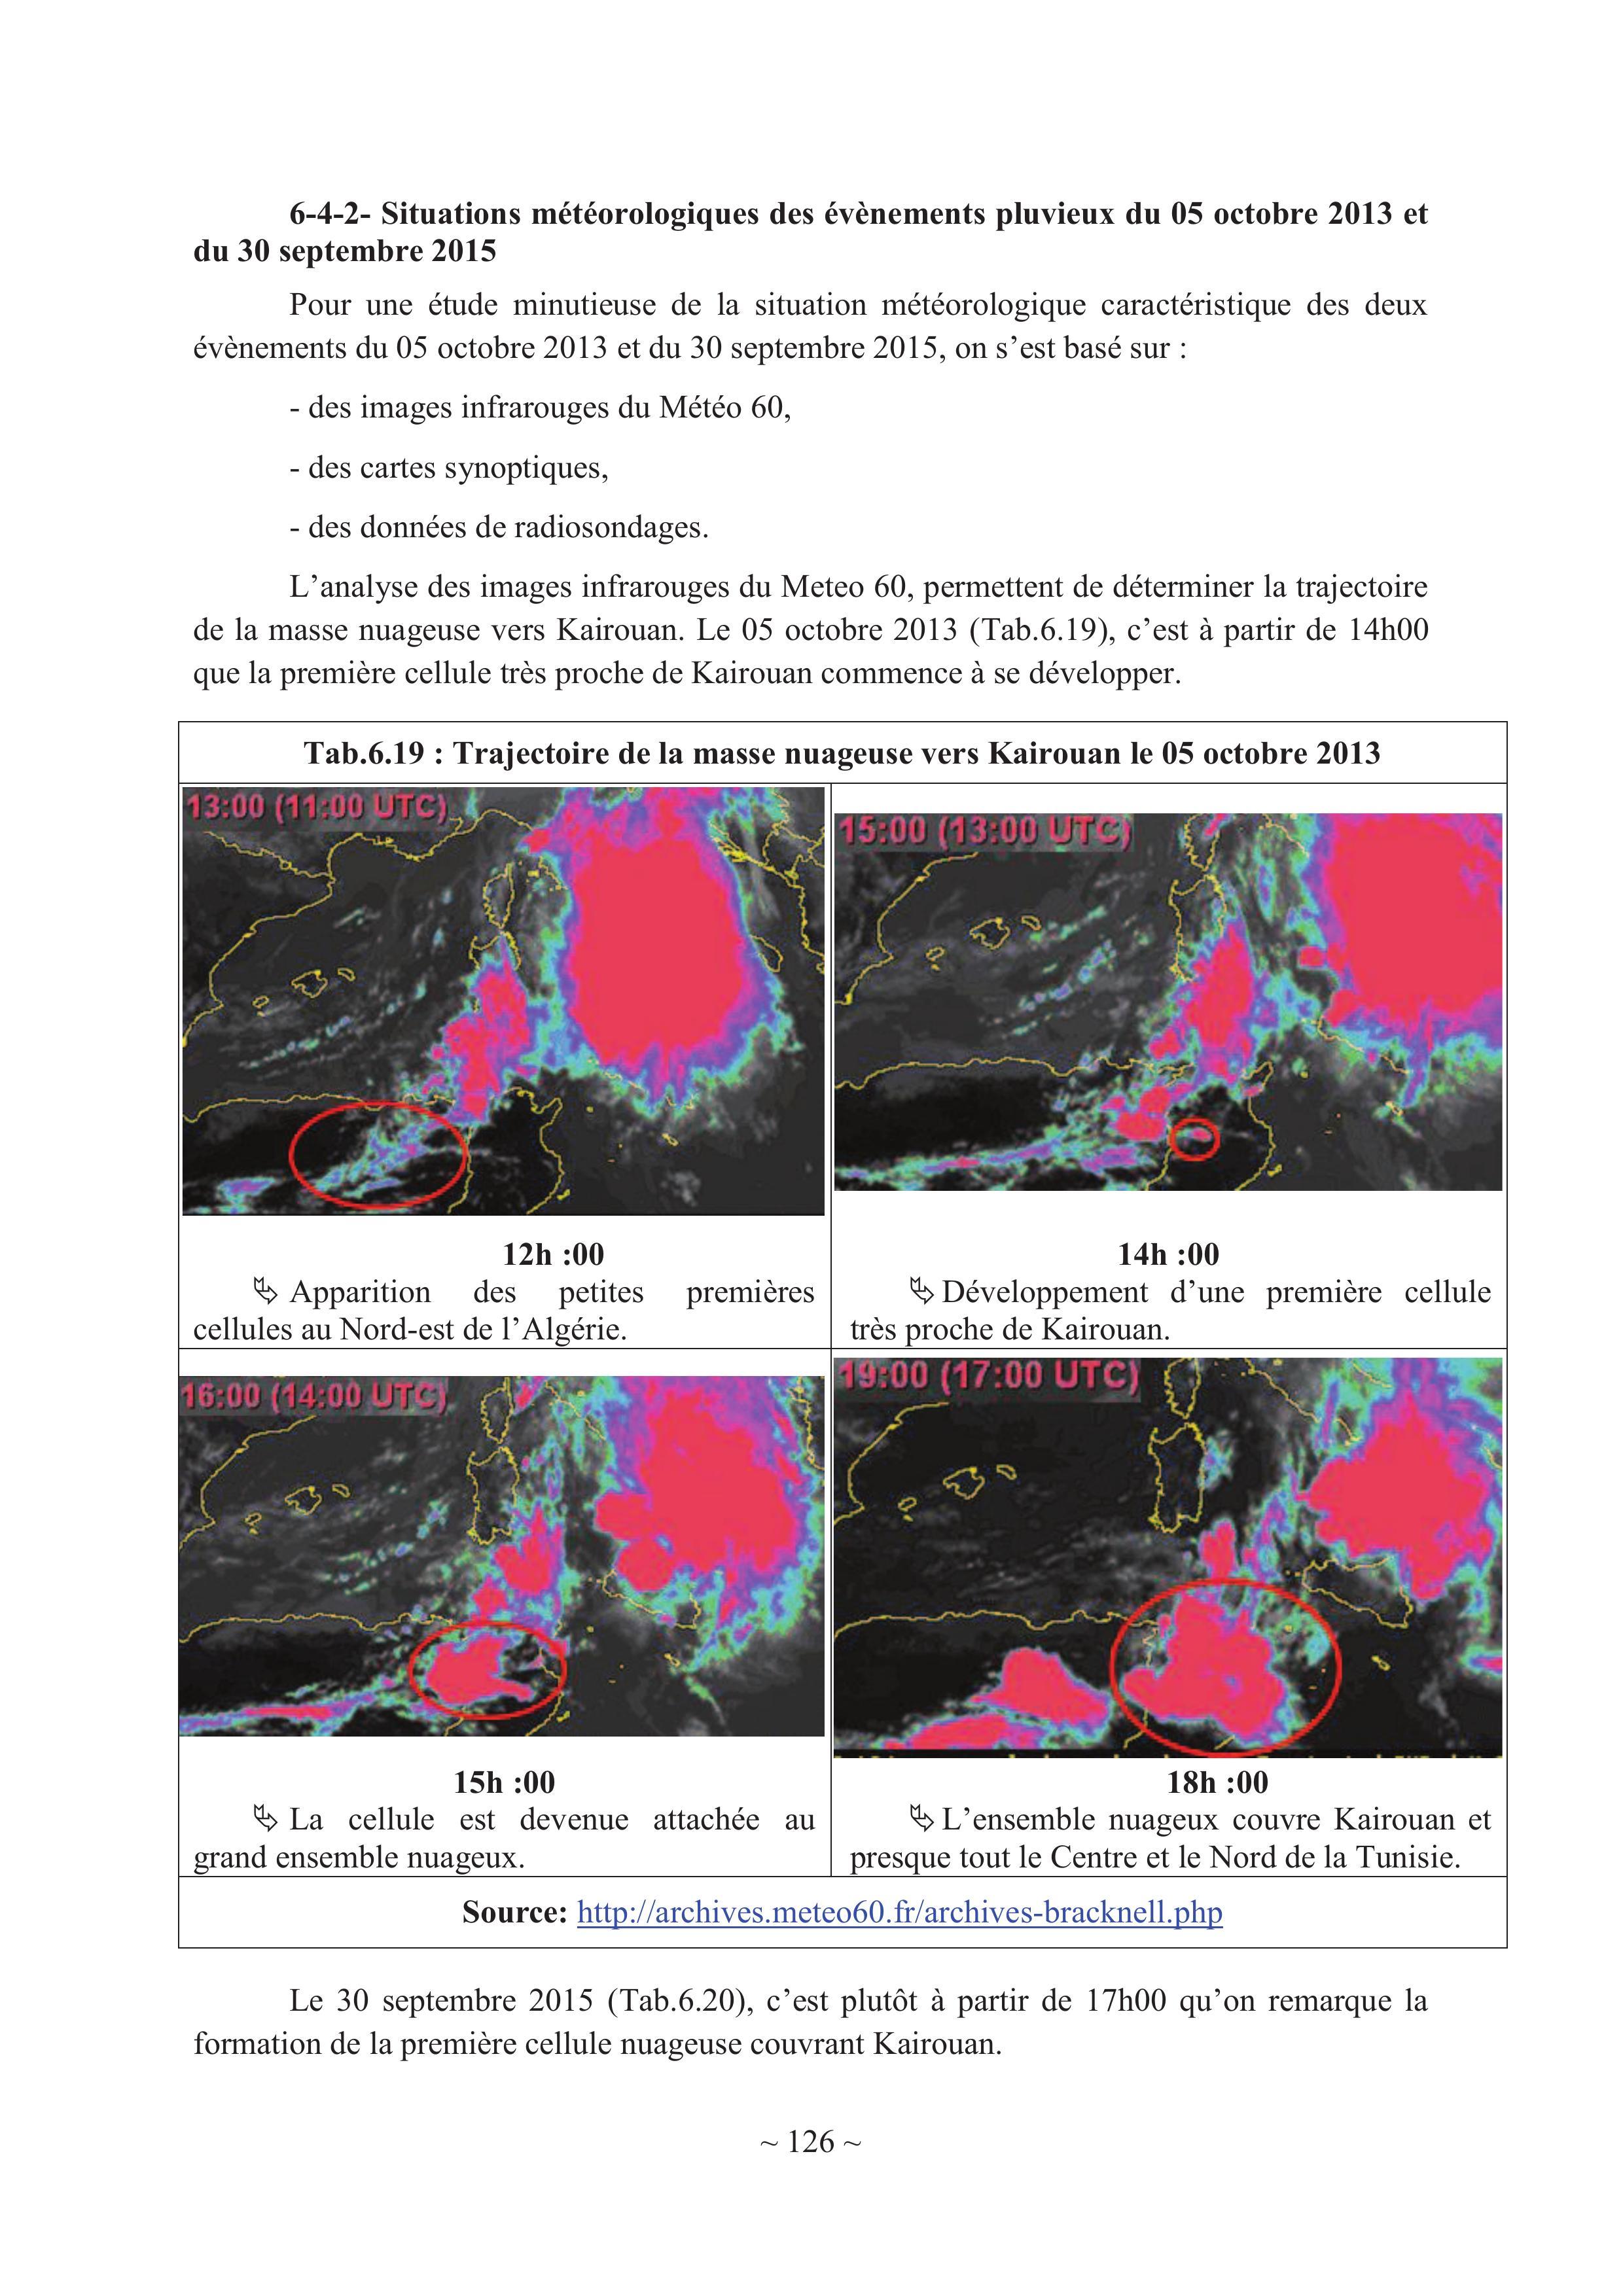 6-4-2- Situations météorologiques des évènements pluvieux du 05 octobre 2013 et
du 30 septembre 2015
Pour une étude minutieuse de la situation météorologique caractéristique des deux
évènements du 05 octobre 2013 et du 30 septembre 2015, on s’est basé sur :
- des images infrarouges du Météo 60,
- des cartes synoptiques,
- des données de radiosondages.
L’analyse des images infrarouges du Meteo 60, permettent de déterminer la trajectoire
de la masse nuageuse vers Kairouan. Le 05 octobre 2013 (Tab.6.19), c’est à partir de 14h00
que la première cellule très proche de Kairouan commence à se développer.
Tab.6.19 : Trajectoire de la masse nuageuse vers Kairouan le 05 octobre 2013
13:00 (11:00 UTC)
12h :00
⮱ Apparition des petites premières
cellules au Nord-est de l’Algérie.
15:00 (13:00 UTC)
14h :00
⮱ Développement d’une première cellule
très proche de Kairouan.
16:00 (14:00 UTC)
15h :00
⮱ La cellule est devenue attachée au
grand ensemble nuageux.
19:00 (17:00 UTC)
18h :00
⮱ L’ensemble nuageux couvre Kairouan et
presque tout le Centre et le Nord de la Tunisie.
Source: http://archives.meteo60.fr/archives-bracknell.php
Le 30 septembre 2015 (Tab.6.20), c’est plutôt à partir de 17h00 qu’on remarque la
formation de la première cellule nuageuse couvrant Kairouan.
~ 126 ~